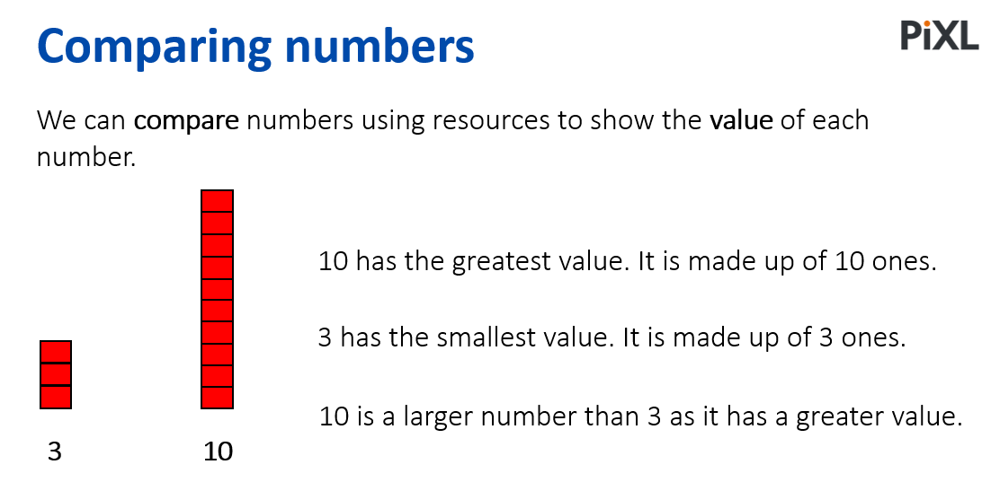 Comparing numbers
PiXL
We can compare numbers using resources to show the value of each
number.
10 has the greatest value. It is made up of 10 ones.
3 has the smallest value. It is made up of 3 ones.
10 is a larger number than 3 as it has a greater value.
3
10